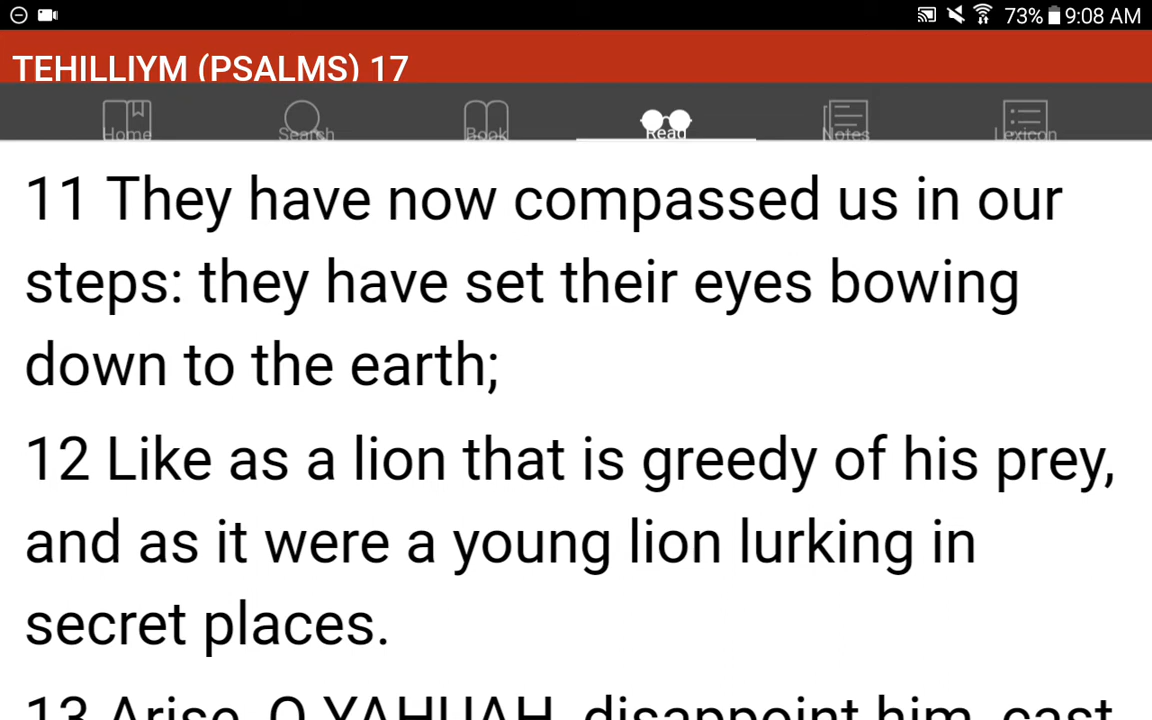 73% 9:08 AM
TEHILLIYM (PSALMS) 17
Home Search Book Read Notes Lexicon
11 They have now compassed us in our
steps: they have set their eyes bowing
down to the earth;
12 Like as a lion that is greedy of his prey,
and as it were a young lion lurking in
secret places.
13 Arise, O YAHUAH, disappoint him, cast